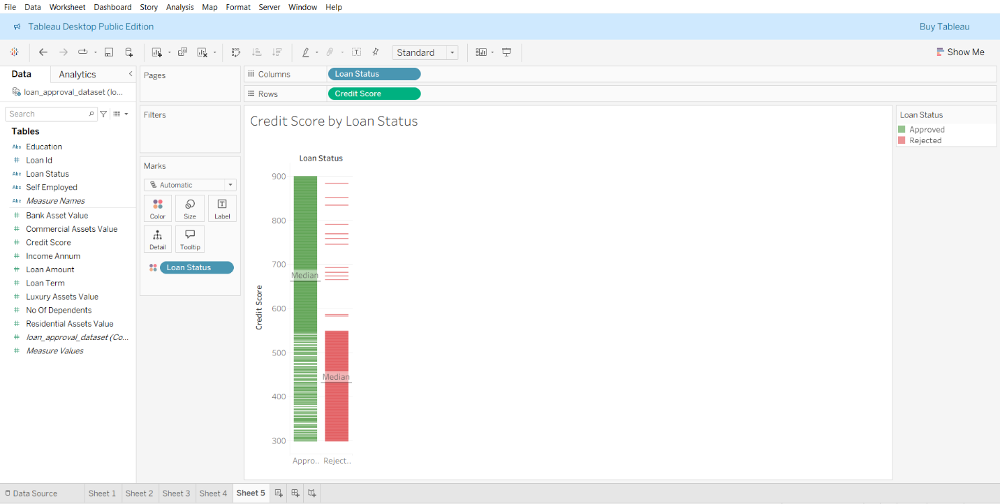 File Data Worksheet Dashboard Story Analysis Map Format Server Window Help
Tableau Desktop Public Edition Buy Tableau
Standard Show Me
Data Analytics
loan_approval_dataset (lo...
Search
Tables
Abc Education
# Loan Id
Abc Loan Status
Abc Self Employed
Abc Measure Names
# Bank Asset Value
# Commercial Assets Value
# Credit Score
# Income Annum
# Loan Amount
# Loan Term
# Luxury Assets Value
# No Of Dependents
# Residential Assets Value
# loan_approval_dataset (Co...
# Measure Values
Pages
Filters
Marks
Automatic
Color Size Label
Detail Tooltip
Loan Status
Columns Loan Status
Rows Credit Score
Credit Score by Loan Status
Loan Status
Credit Score
900
800
700
600
500
400
300
Median
Median
Appro.. Reject..
Loan Status
Approved
Rejected
Data Source Sheet 1 Sheet 2 Sheet 3 Sheet 4 Sheet 5